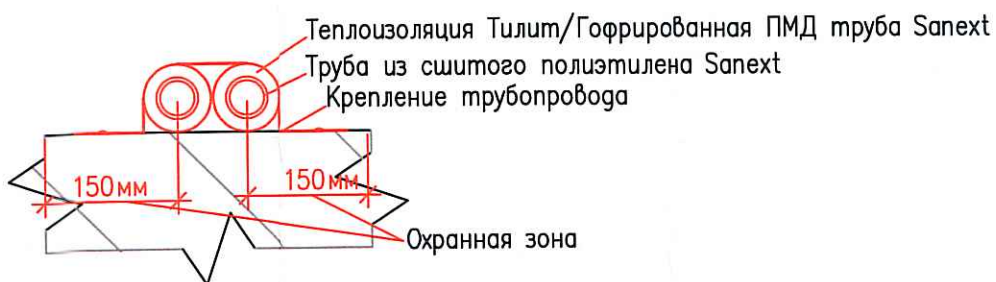 Теплоизоляция Тилит/Гофрированная ПМД труба Sanext
Труба из сшитого полиэтилена Sanext
Крепление трубопровода
150мм
150мм
Охранная зона